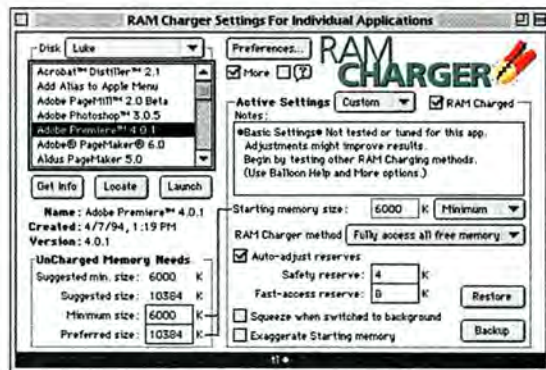 RAM Charger Settings For Individual Applications
Disk Luke
Acrobat™ Distiller™ 2.1
Add Alias to Apple Menu
Adobe PageMill™ 2.0 Beta
Adobe Photoshop™ 3.0.5
Adobe Premiere™ 4.0.1
Adobe® PageMaker® 6.0
Aldus PageMaker 5.0
Get Info Locate Launch
Name: Adobe Premiere™ 4.0.1
Created: 4/7/94, 1:19 PM
Version: 4.0.1
UnCharged Memory Needs
Suggested min. size: 6000 K
Suggested size: 10384 K
Minimum size: 6000 K
Preferred size: 10384 K
Preferences...
More ?
RAM CHARGER
Active Settings Custom RAM Charged
Notes:
•Basic Settings• Not tested or tuned for this app.
Adjustments might improve results.
Begin by testing other RAM Charging methods.
(Use Balloon Help and More options.)
Starting memory size: 6000 K Minimum
RAM Charger method Fully access all free memory
Auto-adjust reserves
Safety reserve: 4 K
Fast-access reserve: 8 K
Squeeze when switched to background
Exaggerate Starting memory
Restore
Backup